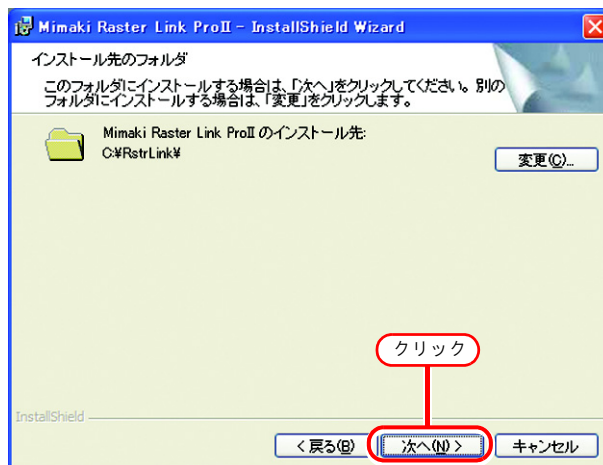 Mimaki Raster Link ProⅡ - InstallShield Wizard
インストール先のフォルダ
このフォルダにインストールする場合は、「次へ」をクリックしてください。別の
フォルダにインストールする場合は、「変更」をクリックします。
Mimaki Raster Link ProⅡ のインストール先:
C:¥RstrLink¥
変更(C)...
クリック
InstallShield
< 戻る(B)
次へ(N) >
キャンセル